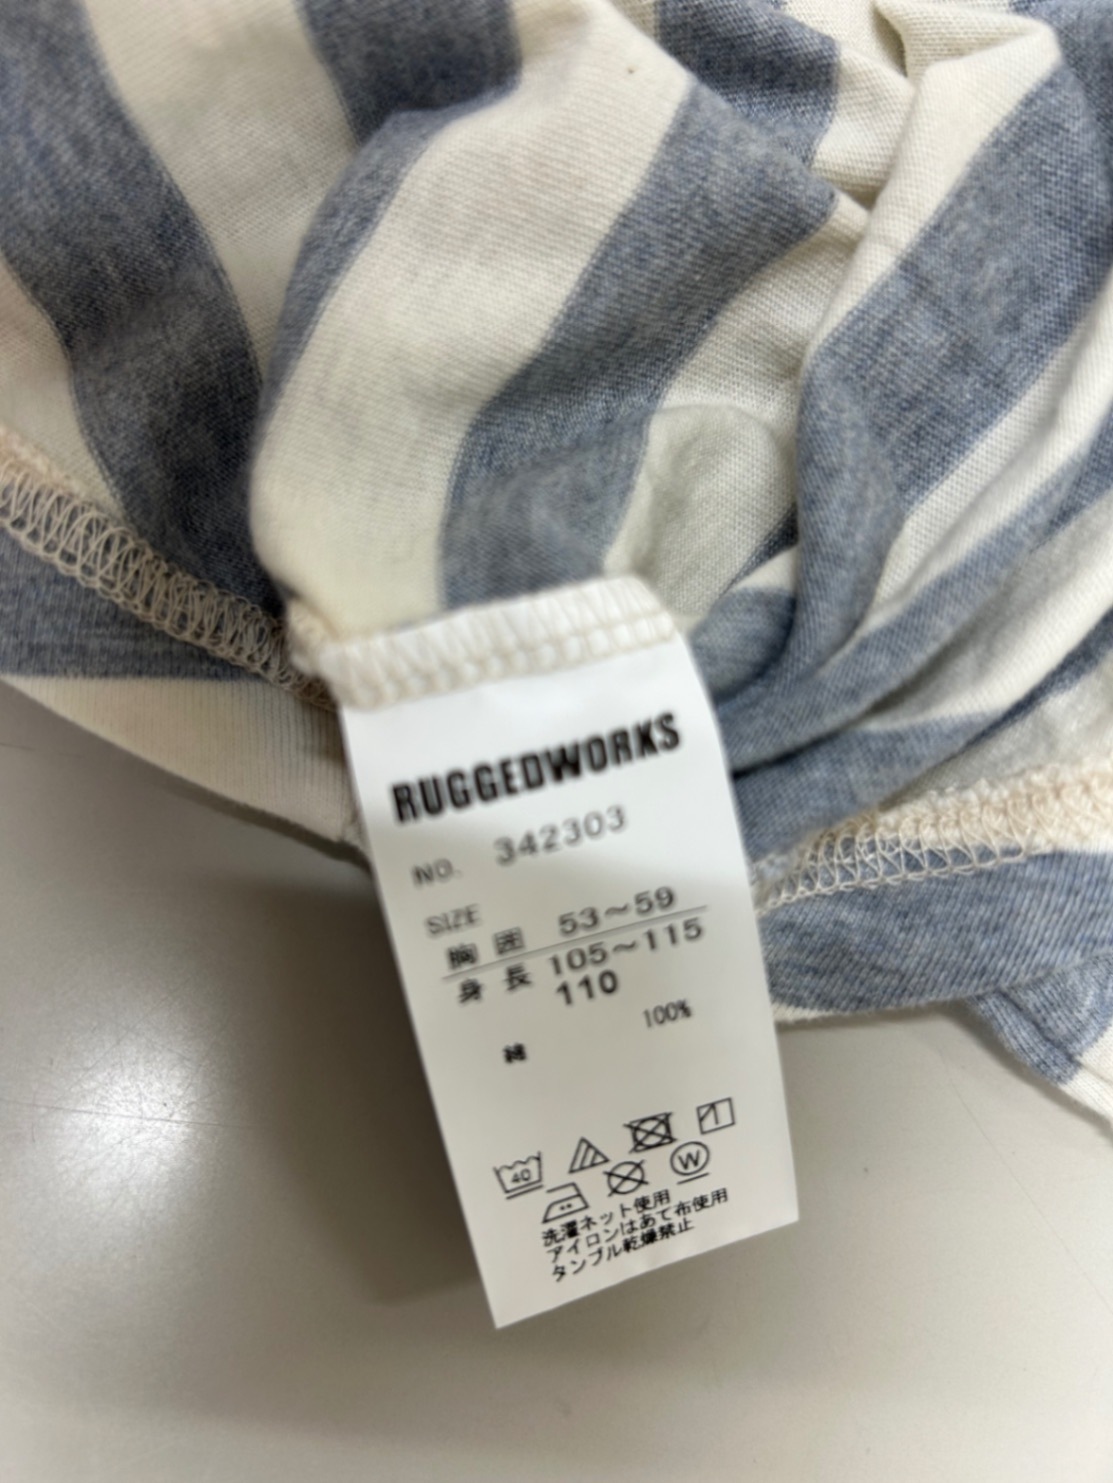 RUGGEDWORKS
NO. 342303
SIZE
胸囲 53～59
身長 105～115
110
100%
綿
40
W
洗濯ネット使用
アイロンはあて布使用
タンブル乾燥禁止